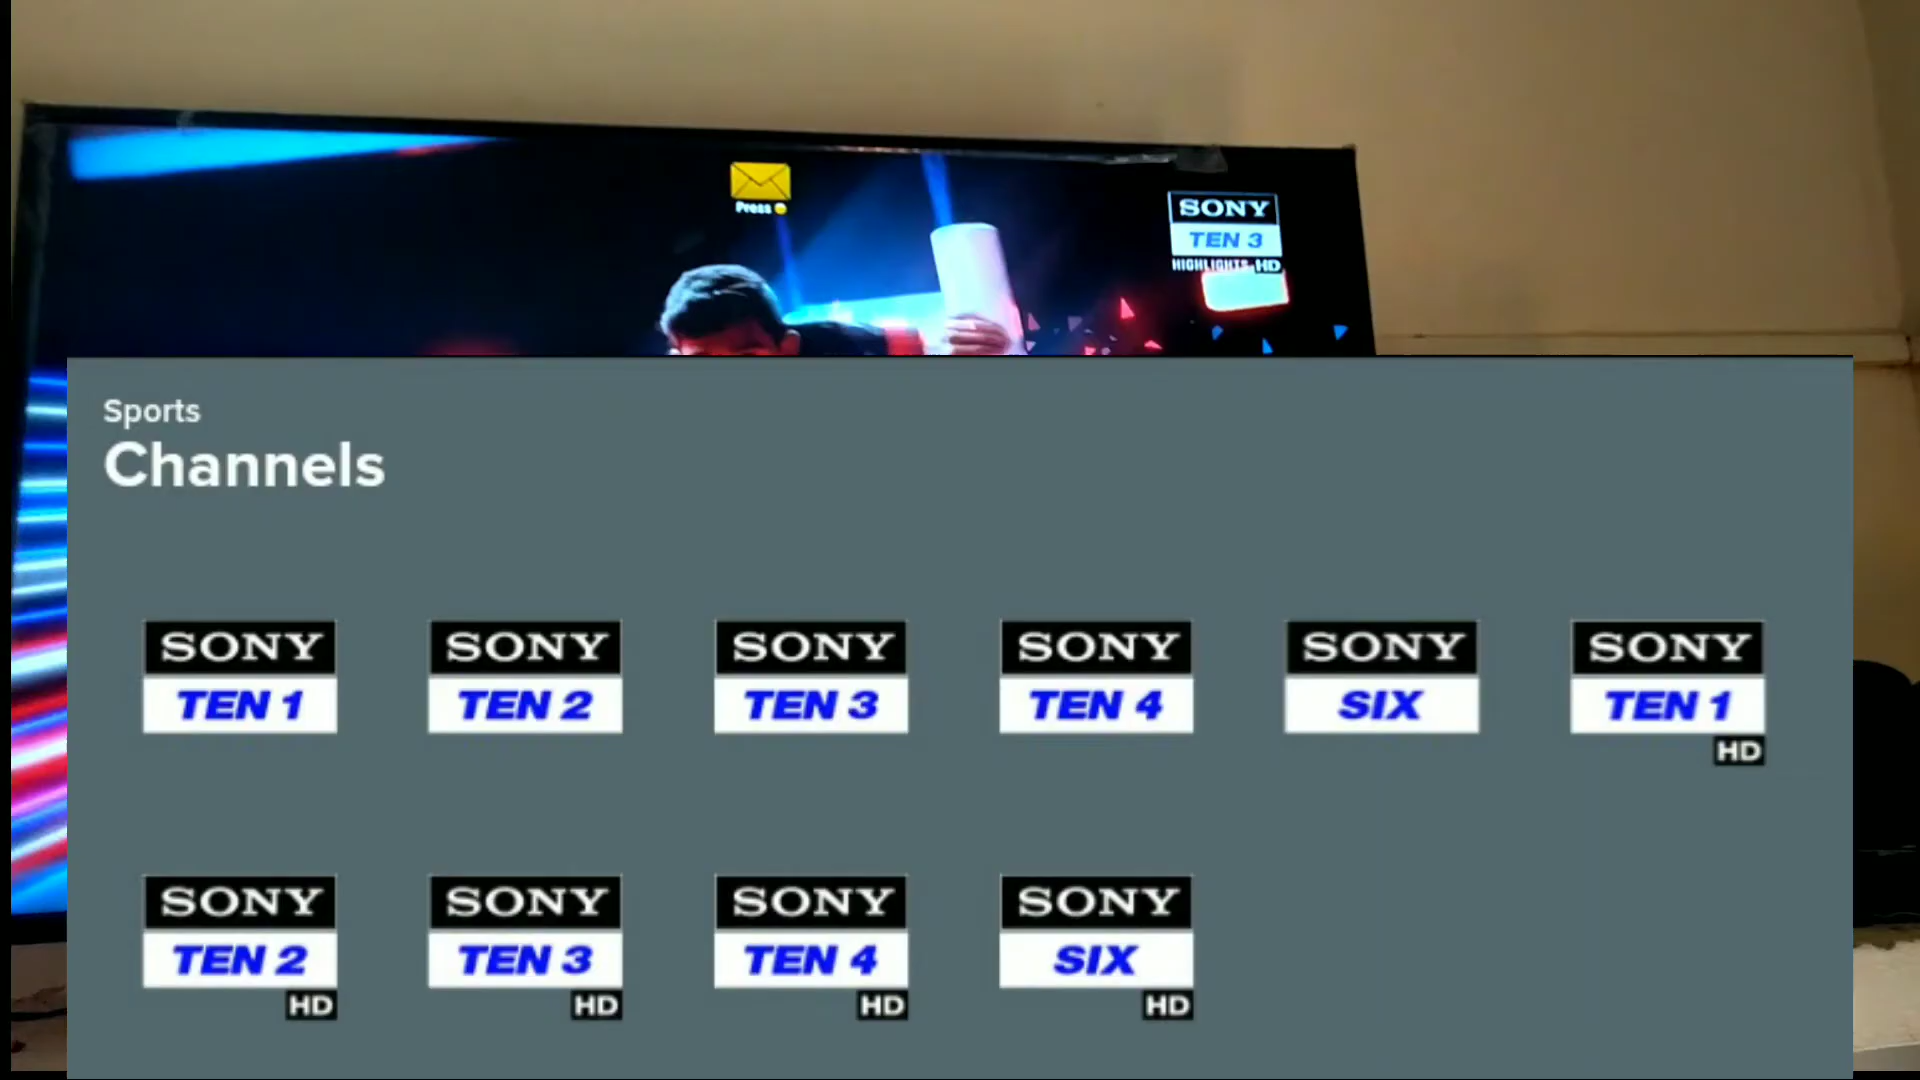 Press
SONY
TEN 3
HIGHLIGHTS HD
Sports
Channels
SONY
TEN 1
SONY
TEN 2
SONY
TEN 3
SONY
TEN 4
SONY
SIX
SONY
TEN 1
HD
SONY
TEN 2
HD
SONY
TEN 3
HD
SONY
TEN 4
HD
SONY
SIX
HD